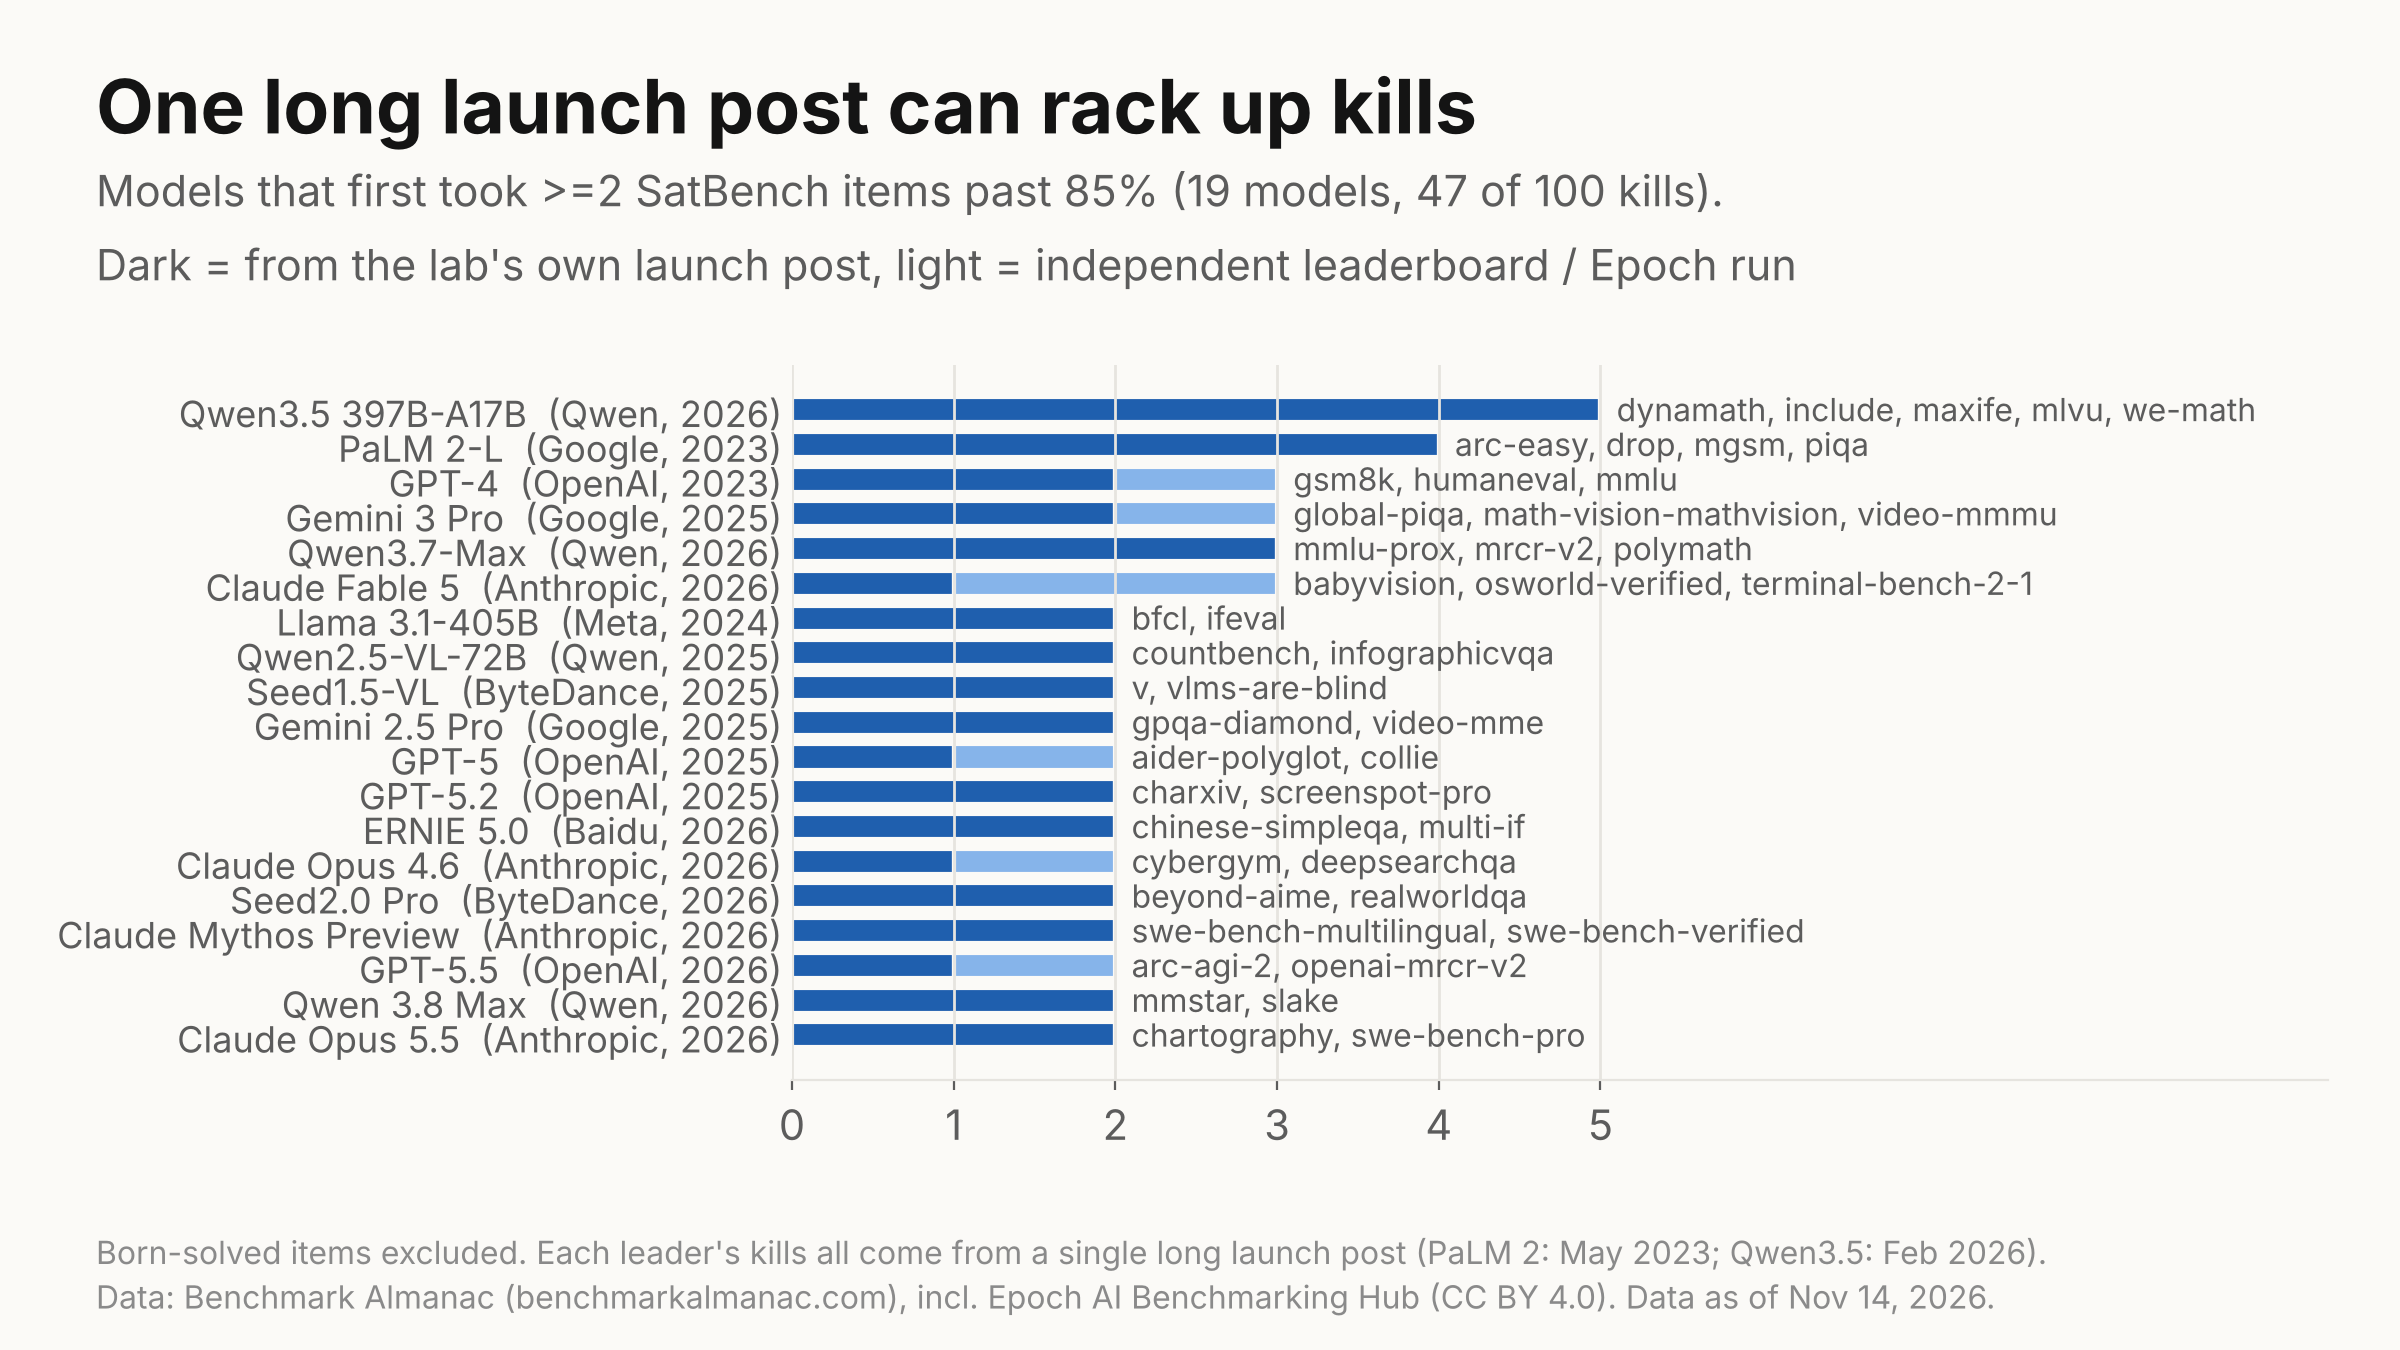 One long launch post can rack up kills
Models that first took >=2 SatBench items past 85% (19 models, 47 of 100 kills).
Dark = from the lab's own launch post, light = independent leaderboard / Epoch run
Qwen3.5 397B-A17B (Qwen, 2026) dynamath, include, maxife, mlvu, we-math
PaLM 2-L (Google, 2023) arc-easy, drop, mgsm, piqa
GPT-4 (OpenAI, 2023) gsm8k, humaneval, mmlu
Gemini 3 Pro (Google, 2025) global-piqa, math-vision-mathvision, video-mmmu
Qwen3.7-Max (Qwen, 2026) mmlu-prox, mrcr-v2, polymath
Claude Fable 5 (Anthropic, 2026) babyvision, osworld-verified, terminal-bench-2-1
Llama 3.1-405B (Meta, 2024) bfcl, ifeval
Qwen2.5-VL-72B (Qwen, 2025) countbench, infographicvqa
Seed1.5-VL (ByteDance, 2025) v, vlms-are-blind
Gemini 2.5 Pro (Google, 2025) gpqa-diamond, video-mme
GPT-5 (OpenAI, 2025) aider-polyglot, collie
GPT-5.2 (OpenAI, 2025) charxiv, screenspot-pro
ERNIE 5.0 (Baidu, 2026) chinese-simpleqa, multi-if
Claude Opus 4.6 (Anthropic, 2026) cybergym, deepsearchqa
Seed2.0 Pro (ByteDance, 2026) beyond-aime, realworldqa
Claude Mythos Preview (Anthropic, 2026) swe-bench-multilingual, swe-bench-verified
GPT-5.5 (OpenAI, 2026) arc-agi-2, openai-mrcr-v2
Qwen 3.8 Max (Qwen, 2026) mmstar, slake
Claude Opus 5.5 (Anthropic, 2026) chartography, swe-bench-pro
0 1 2 3 4 5
Born-solved items excluded. Each leader's kills all come from a single long launch post (PaLM 2: May 2023; Qwen3.5: Feb 2026).
Data: Benchmark Almanac (benchmarkalmanac.com), incl. Epoch AI Benchmarking Hub (CC BY 4.0). Data as of Nov 14, 2026.